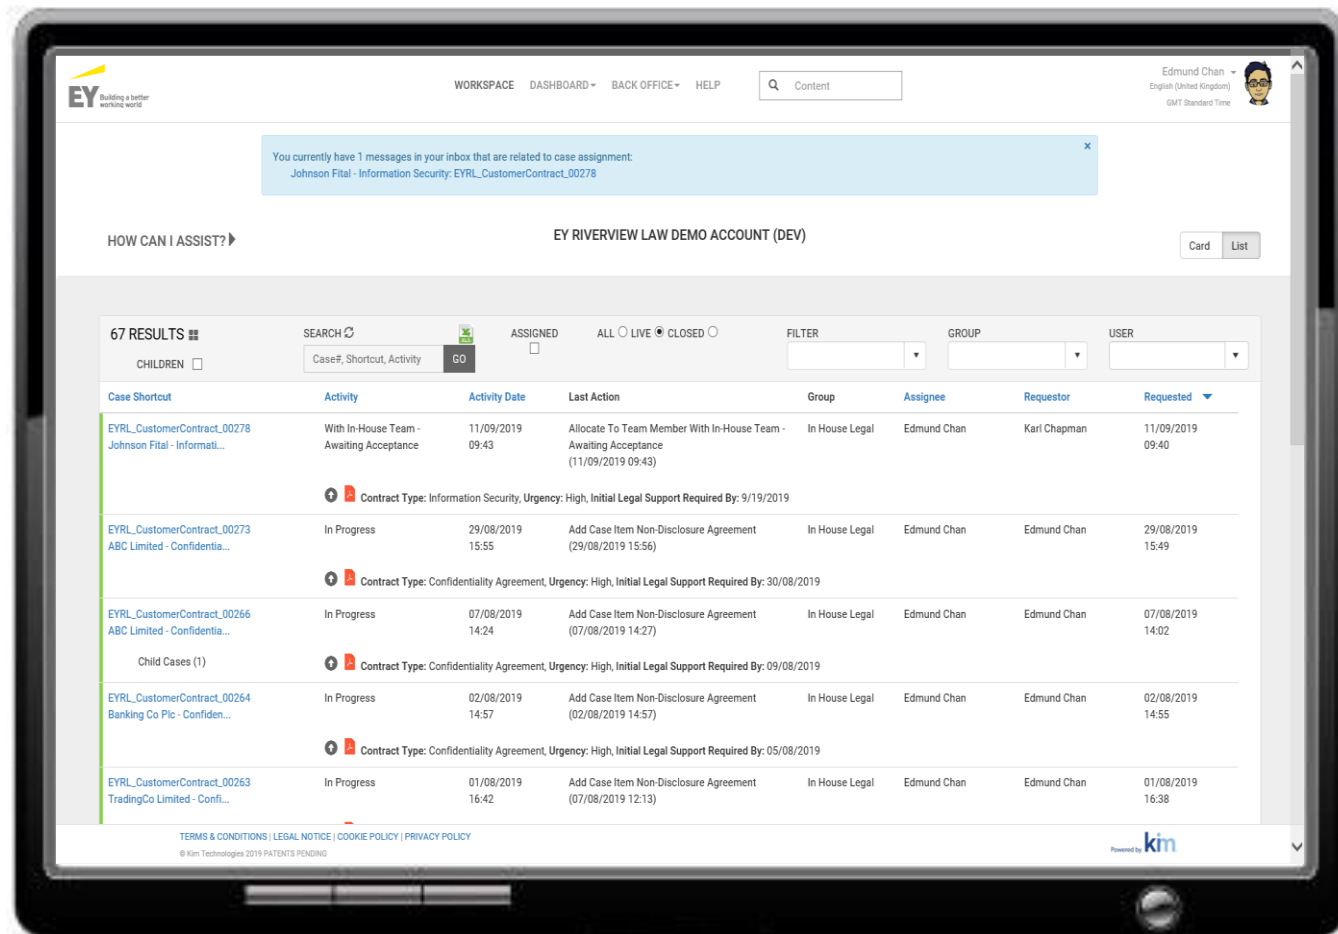 EY Building a better
working world
WORKSPACE DASHBOARD BACK OFFICE HELP
Content
Edmund Chan
English (United Kingdom)
GMT Standard Time
You currently have 1 messages in your inbox that are related to case assignment:
x
Johnson Fital - Information Security: EYRL_CustomerContract_00278
HOW CAN I ASSIST?
EY RIVERVIEW LAW DEMO ACCOUNT (DEV)
Card List
67 RESULTS
CHILDREN
SEARCH
Case#, Shortcut, Activity GO
XLS
ASSIGNED
ALL LIVE CLOSED
FILTER
GROUP
USER
Case Shortcut Activity Activity Date Last Action Group Assignee Requestor Requested
EYRL_CustomerContract_00278 With In-House Team - 11/09/2019 Allocate To Team Member With In-House Team - In House Legal Edmund Chan Karl Chapman 11/09/2019
Johnson Fital - Informati... Awaiting Acceptance 09:43 Awaiting Acceptance 09:40
(11/09/2019 09:43)
Contract Type: Information Security, Urgency: High, Initial Legal Support Required By: 9/19/2019
EYRL_CustomerContract_00273 In Progress 29/08/2019 Add Case Item Non-Disclosure Agreement In House Legal Edmund Chan Edmund Chan 29/08/2019
ABC Limited - Confidentia... 15:55 (29/08/2019 15:56) 15:49
Contract Type: Confidentiality Agreement, Urgency: High, Initial Legal Support Required By: 30/08/2019
EYRL_CustomerContract_00266 In Progress 07/08/2019 Add Case Item Non-Disclosure Agreement In House Legal Edmund Chan Edmund Chan 07/08/2019
ABC Limited - Confidentia... 14:24 (07/08/2019 14:27) 14:02
Child Cases (1) Contract Type: Confidentiality Agreement, Urgency: High, Initial Legal Support Required By: 09/08/2019
EYRL_CustomerContract_00264 In Progress 02/08/2019 Add Case Item Non-Disclosure Agreement In House Legal Edmund Chan Edmund Chan 02/08/2019
Banking Co Plc - Confiden... 14:57 (02/08/2019 14:57) 14:55
Contract Type: Confidentiality Agreement, Urgency: High, Initial Legal Support Required By: 05/08/2019
EYRL_CustomerContract_00263 In Progress 01/08/2019 Add Case Item Non-Disclosure Agreement In House Legal Edmund Chan Edmund Chan 01/08/2019
TradingCo Limited - Confi... 16:42 (07/08/2019 12:13) 16:38
TERMS & CONDITIONS | LEGAL NOTICE | COOKIE POLICY | PRIVACY POLICY
© Kim Technologies 2019 PATENTS PENDING
Powered by kim